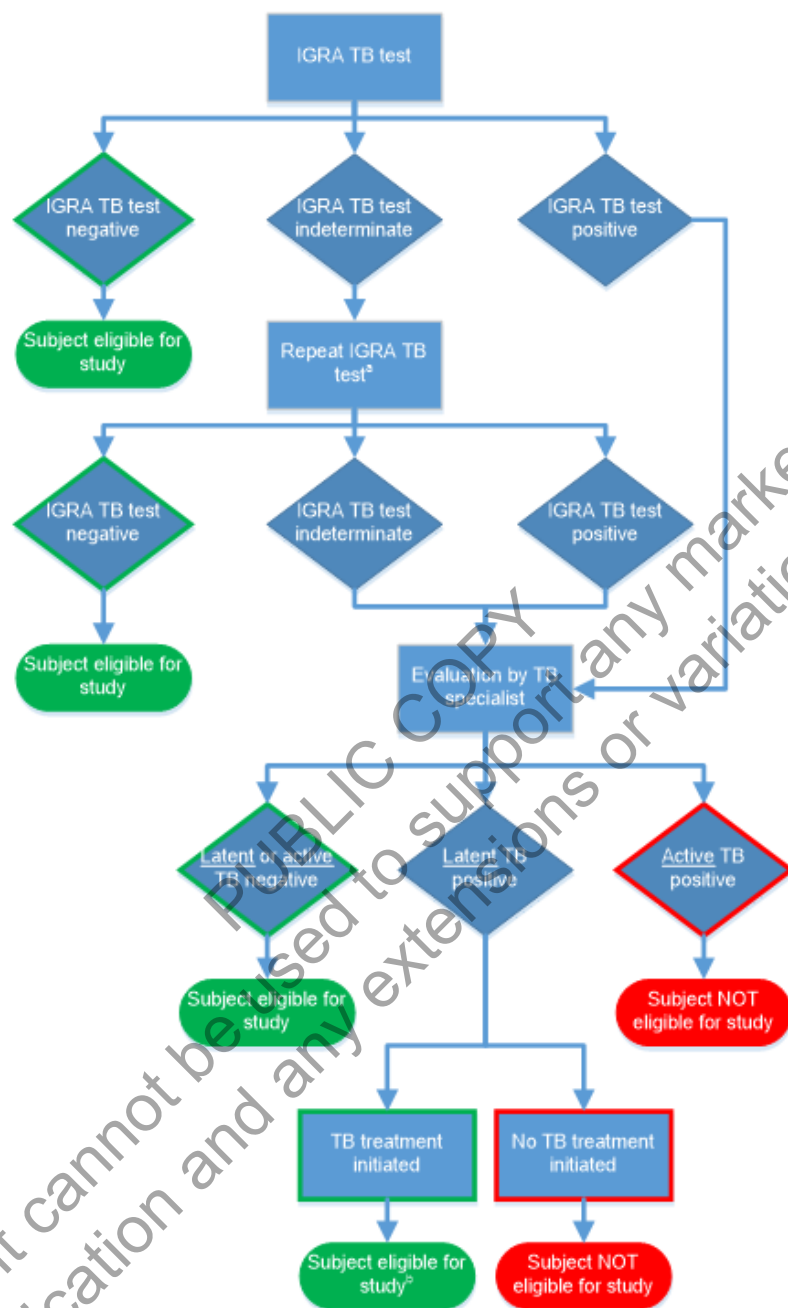 IGRA TB test
IGRA TB test
negative
IGRA TB test
indeterminate
IGRA TB test
positive
Subject eligible for
study
Repeat IGRA TB
testᵃ
IGRA TB test
negative
IGRA TB test
indeterminate
IGRA TB test
positive
Subject eligible for
study
Evaluation by TB
specialist
Latent or active
TB negative
Latent TB
positive
Active TB
positive
Subject eligible for
study
Subject NOT
eligible for study
TB treatment
initiated
No TB treatment
initiated
Subject eligible for
studyᵇ
Subject NOT
eligible for study
PUBLIC COPY
cannot be used to support any
and any extensions or